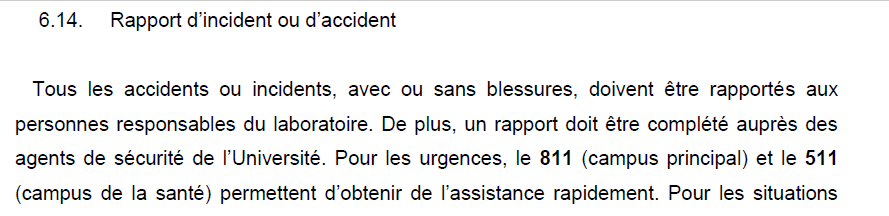 6.14. Rapport d’incident ou d’accident
Tous les accidents ou incidents, avec ou sans blessures, doivent être rapportés aux
personnes responsables du laboratoire. De plus, un rapport doit être complété auprès des
agents de sécurité de l’Université. Pour les urgences, le 811 (campus principal) et le 511
(campus de la santé) permettent d’obtenir de l’assistance rapidement. Pour les situations